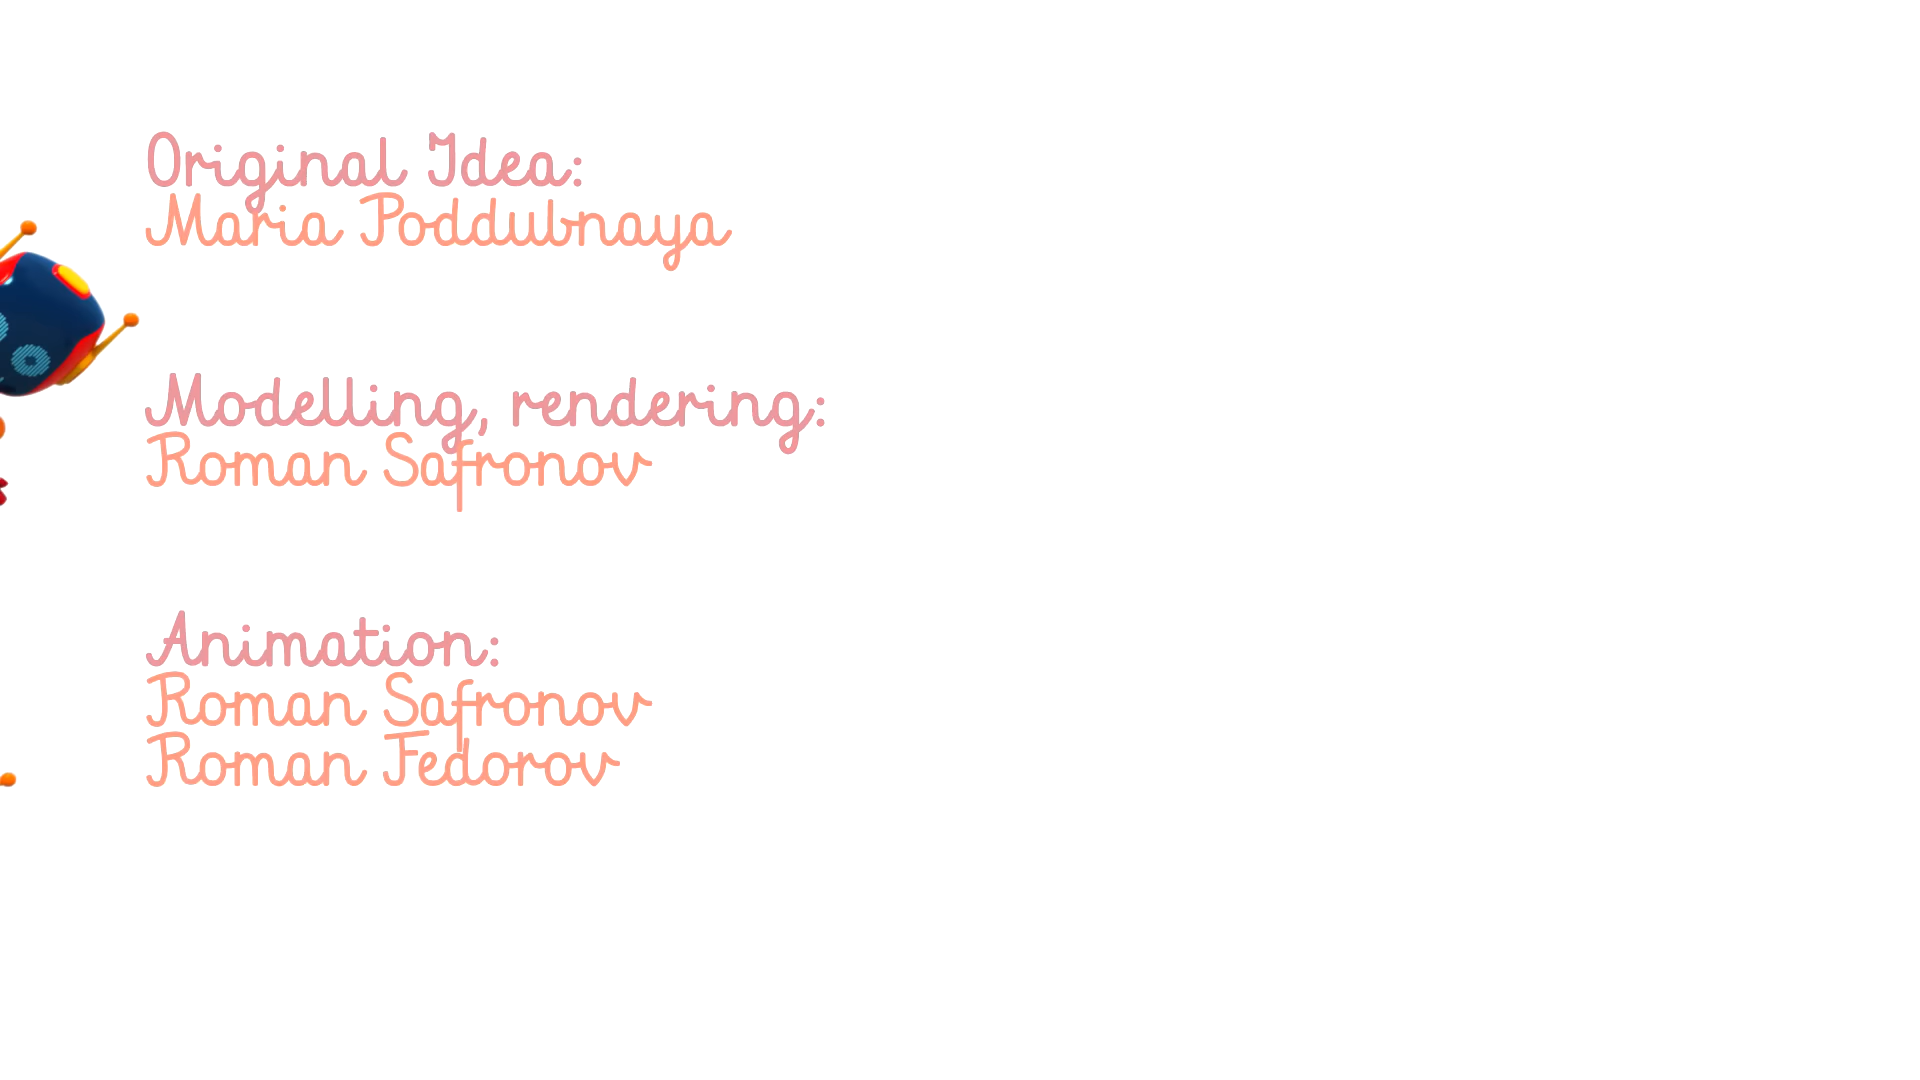 Original Idea:
Maria Poddubnaya
Modelling, rendering:
Roman Safronov
Animation:
Roman Safronov
Roman Fedorov